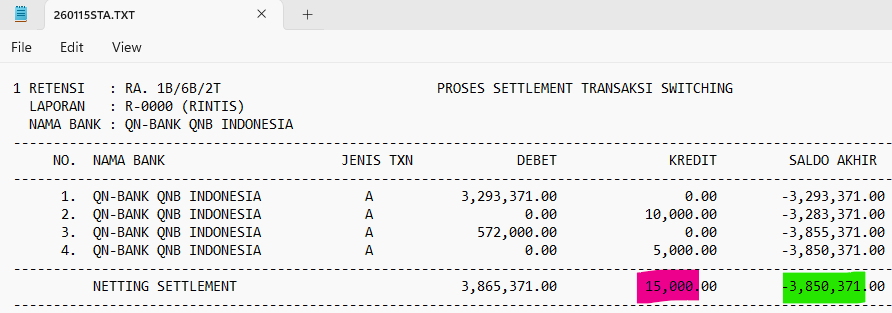 260115STA.TXT
File Edit View
1 RETENSI : RA. 1B/6B/2T PROSES SETTLEMENT TRANSAKSI SWITCHING
LAPORAN : R-0000 (RINTIS)
NAMA BANK : QN-BANK QNB INDONESIA
NO. NAMA BANK JENIS TXN DEBET KREDIT SALDO AKHIR
1. QN-BANK QNB INDONESIA A 3,293,371.00 0.00 -3,293,371.00
2. QN-BANK QNB INDONESIA A 0.00 10,000.00 -3,283,371.00
3. QN-BANK QNB INDONESIA A 572,000.00 0.00 -3,855,371.00
4. QN-BANK QNB INDONESIA A 0.00 5,000.00 -3,850,371.00
NETTING SETTLEMENT 3,865,371.00 15,000.00 -3,850,371.00